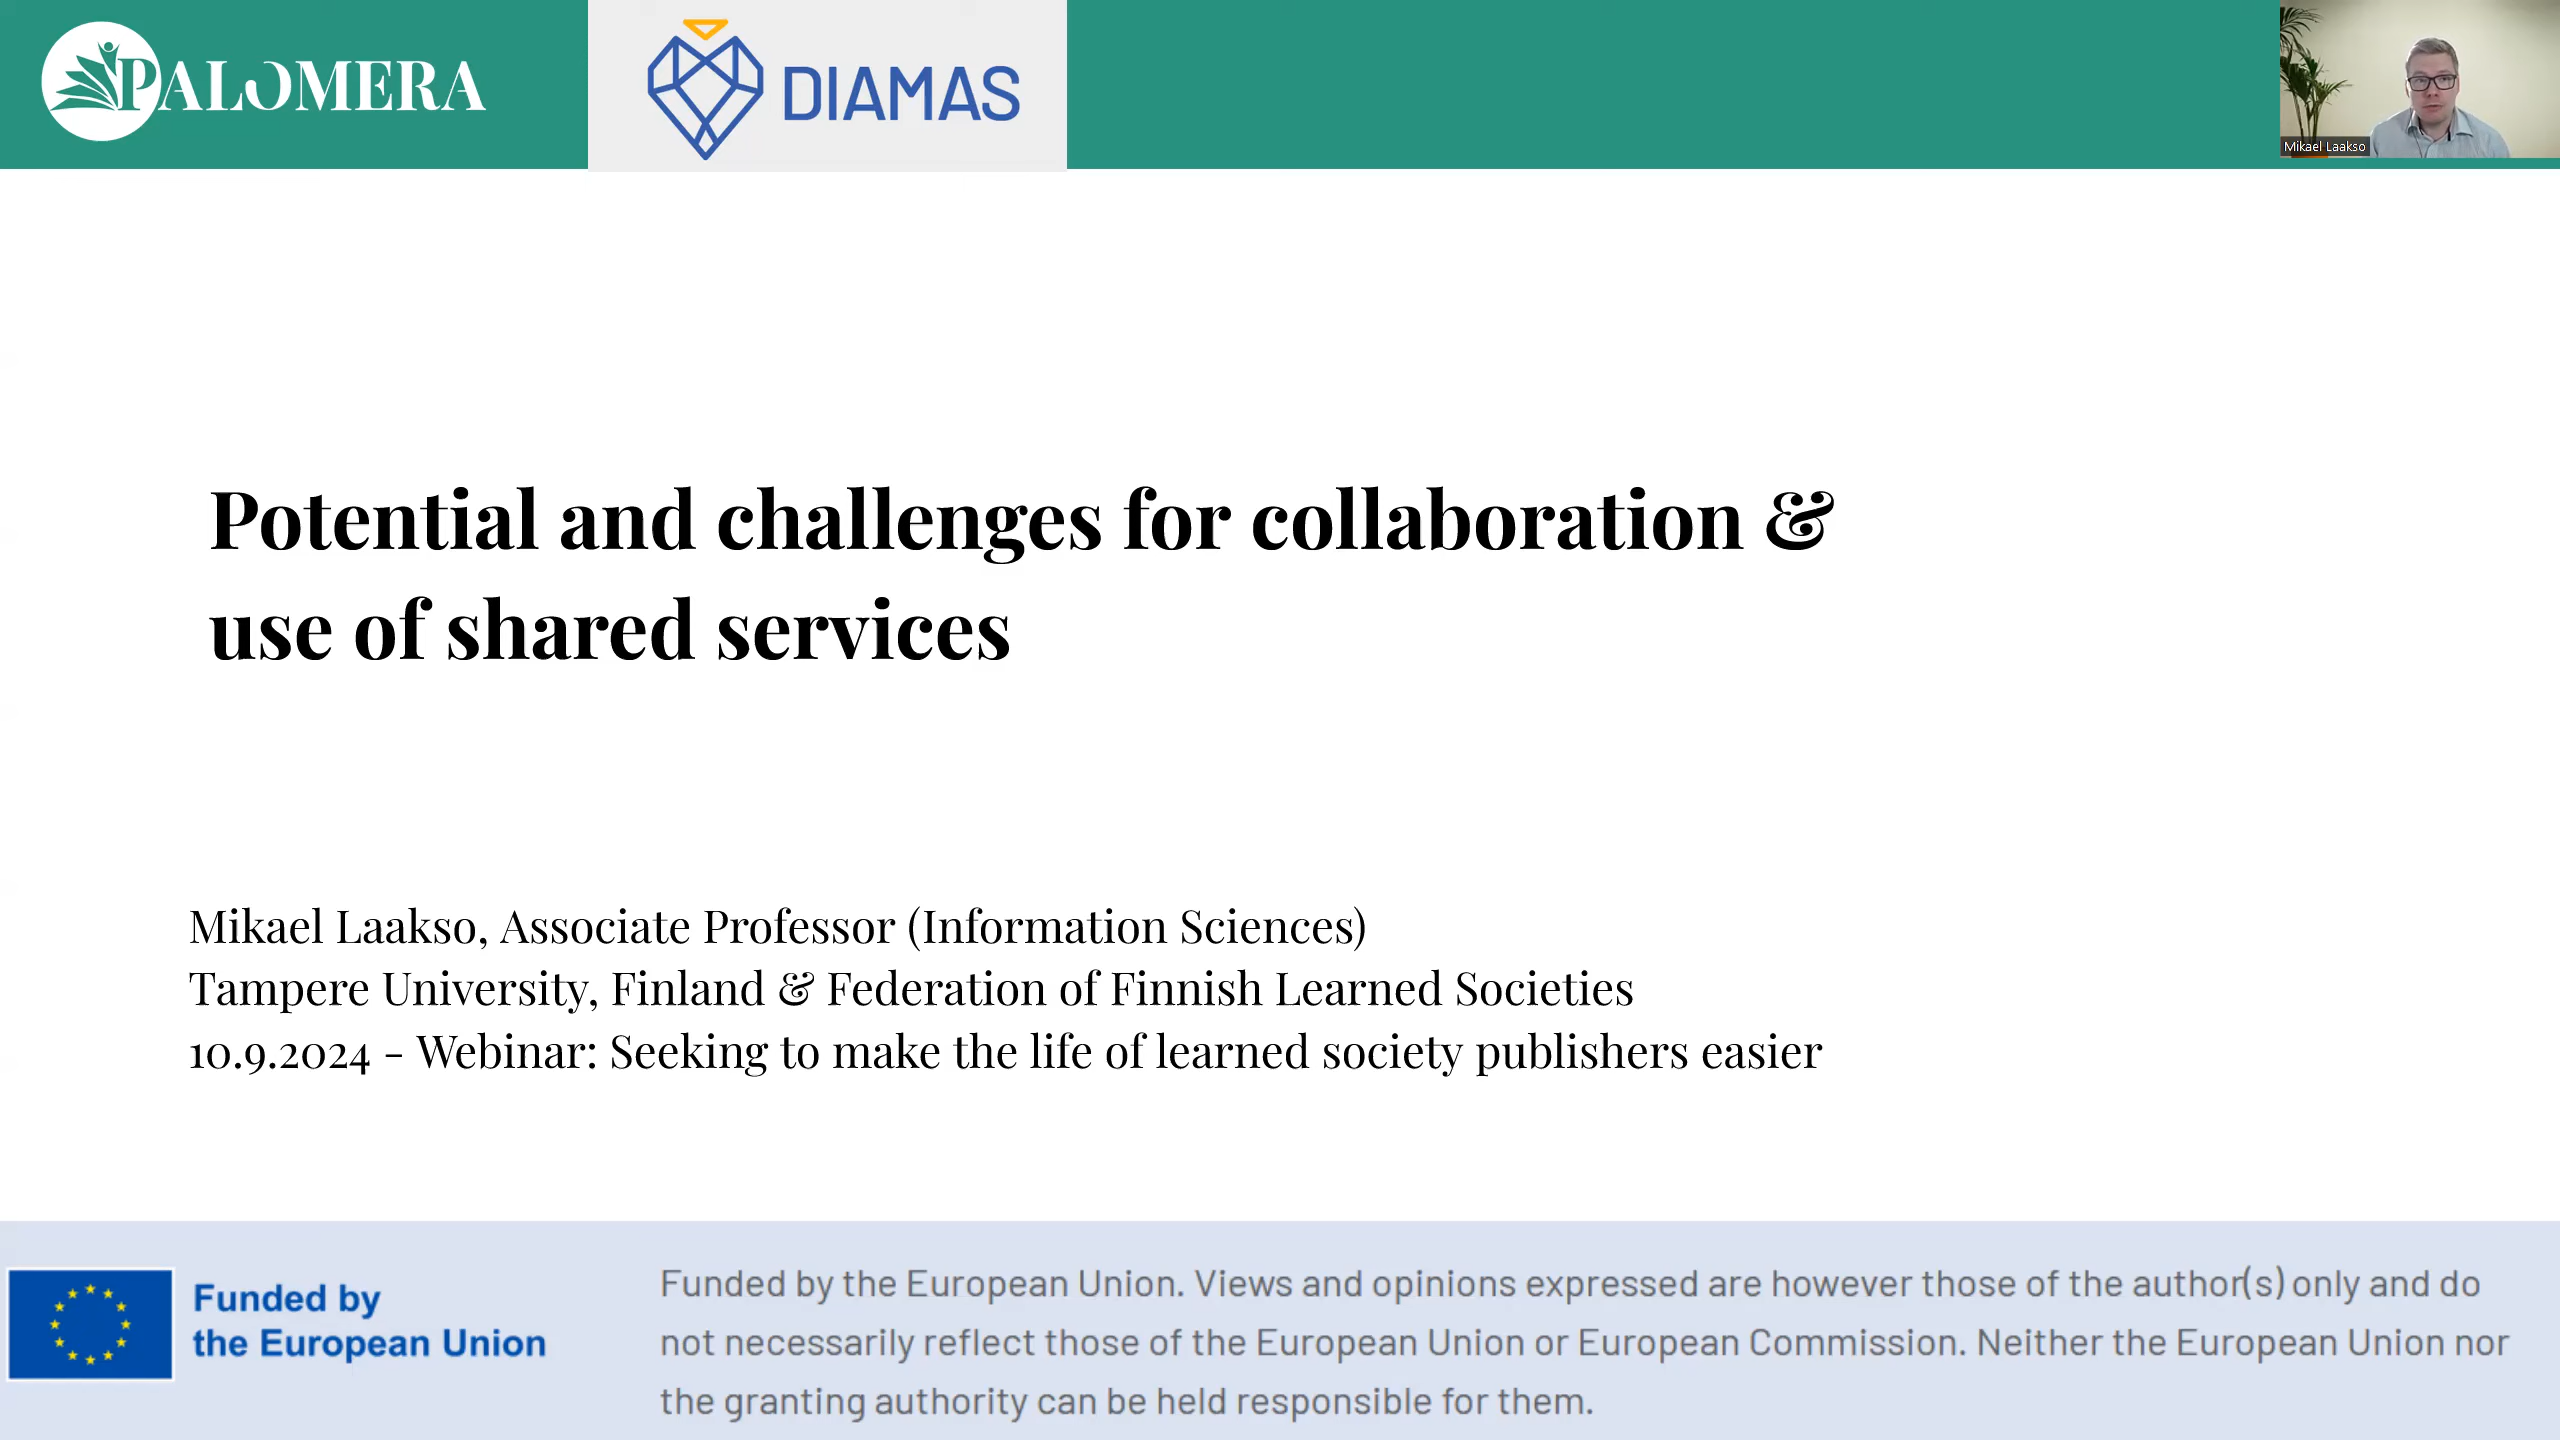 PALOMERA
DIAMAS
Mikael Laakso
Potential and challenges for collaboration &
use of shared services
Mikael Laakso, Associate Professor (Information Sciences)
Tampere University, Finland & Federation of Finnish Learned Societies
10.9.2024 - Webinar: Seeking to make the life of learned society publishers easier
Funded by
the European Union
Funded by the European Union. Views and opinions expressed are however those of the author(s) only and do
not necessarily reflect those of the European Union or European Commission. Neither the European Union nor
the granting authority can be held responsible for them.